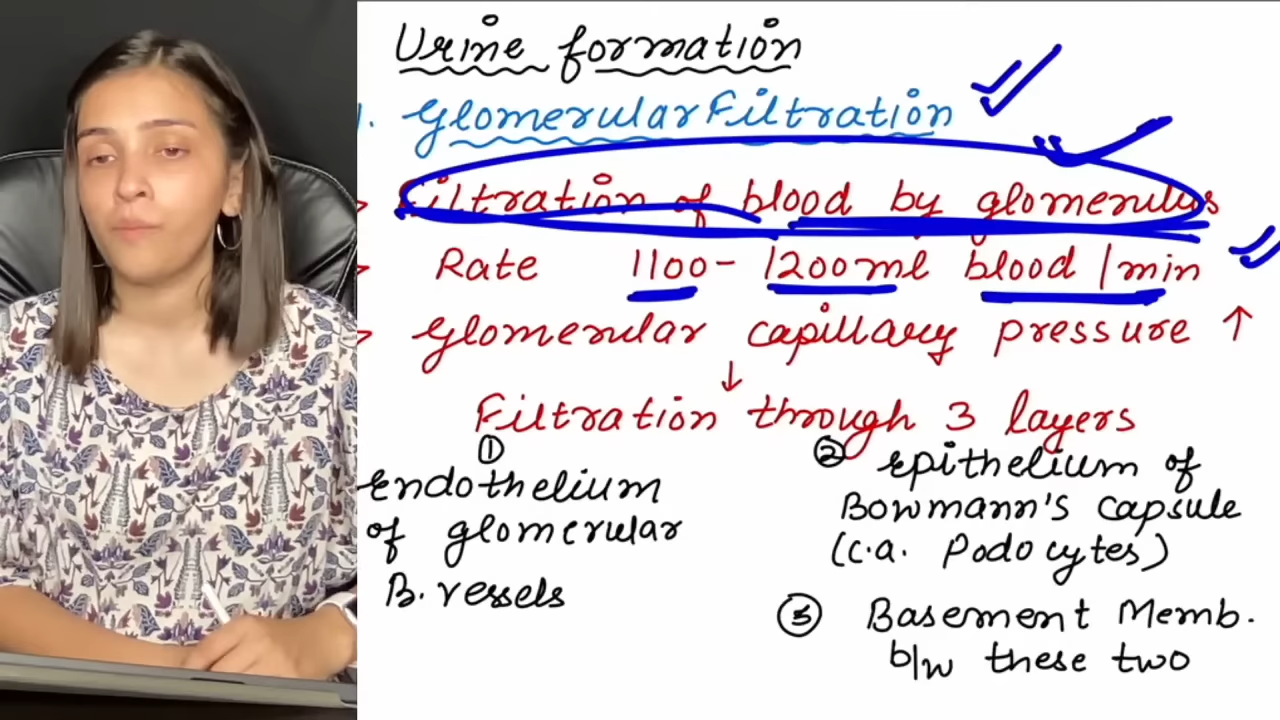 Urine formation
1. Glomerular Filtration
Filtration of blood by glomerulus
Rate 1100- 1200ml blood / min
Glomerular capillary pressure ↑
↓
Filtration through 3 layers
①
Endothelium
of glomerular
B. vessels
② Epithelium of
Bowmann's capsule
(c.a. Podocytes)
③ Basement Memb.
b/w these two